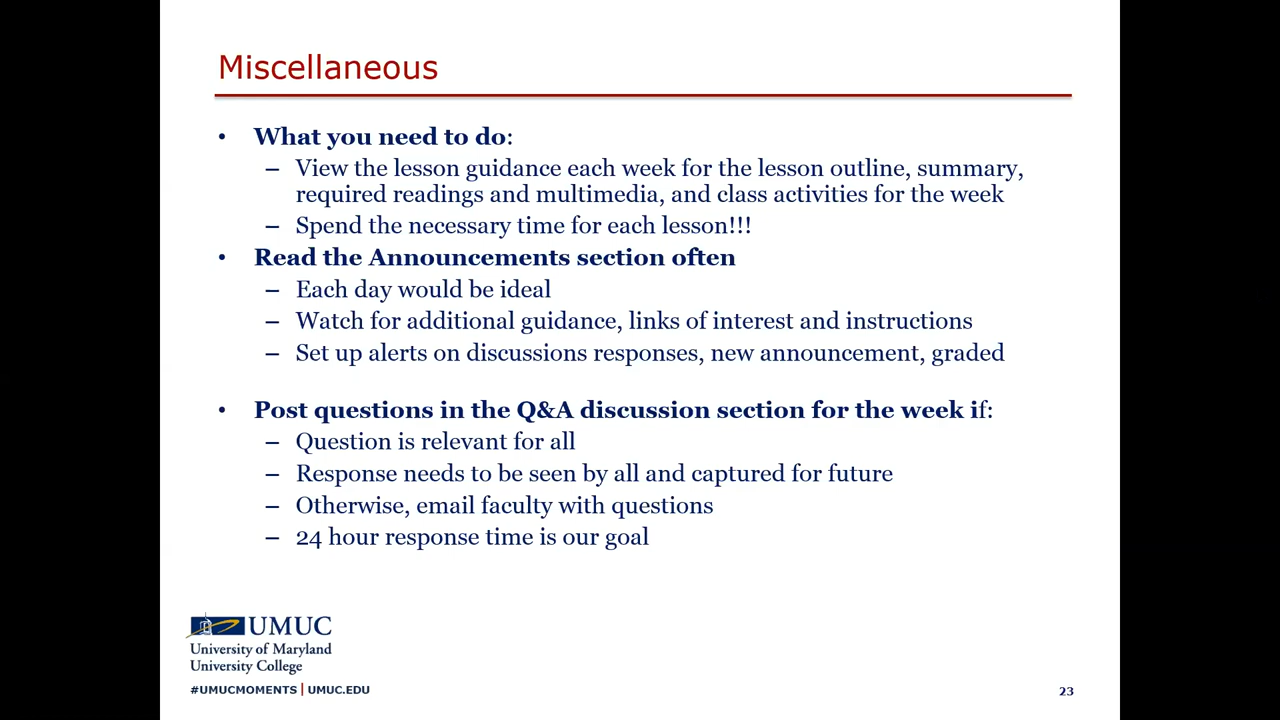 Miscellaneous
• What you need to do:
– View the lesson guidance each week for the lesson outline, summary,
required readings and multimedia, and class activities for the week
– Spend the necessary time for each lesson!!!
• Read the Announcements section often
– Each day would be ideal
– Watch for additional guidance, links of interest and instructions
– Set up alerts on discussions responses, new announcement, graded
• Post questions in the Q&A discussion section for the week if:
– Question is relevant for all
– Response needs to be seen by all and captured for future
– Otherwise, email faculty with questions
– 24 hour response time is our goal
UMUC
University of Maryland
University College
#UMUCMOMENTS | UMUC.EDU
23